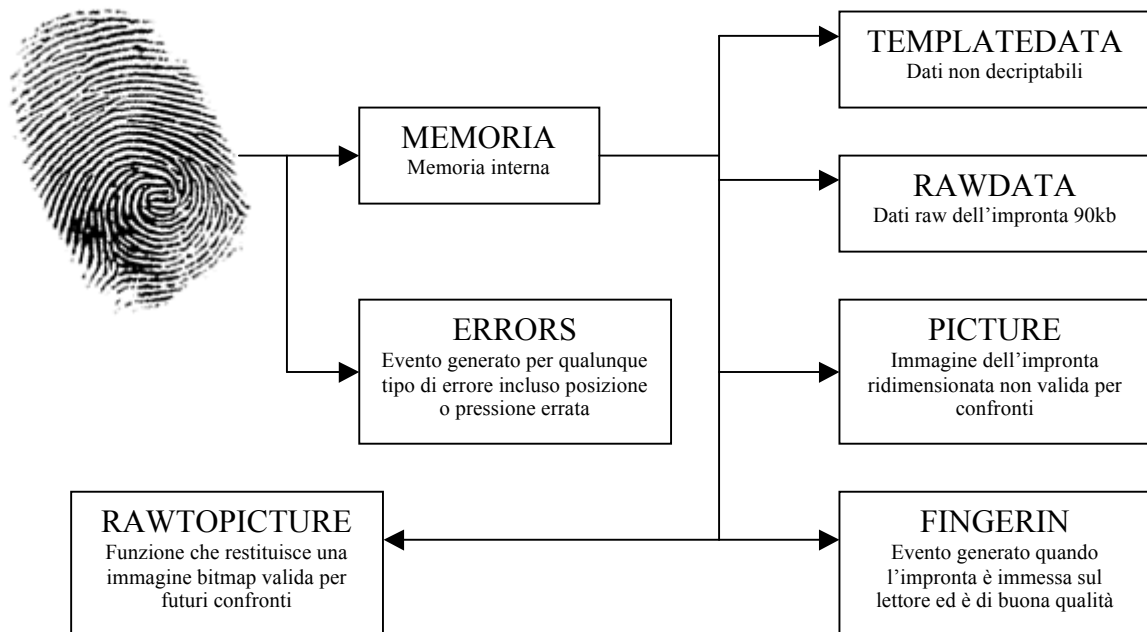 TEMPLATEDATA
Dati non decriptabili
MEMORIA
Memoria interna
RAWDATA
Dati raw dell’impronta 90kb
ERRORS
Evento generato per qualunque
tipo di errore incluso posizione
o pressione errata
PICTURE
Immagine dell’impronta
ridimensionata non valida per
confronti
RAWTOPICTURE
Funzione che restituisce una
immagine bitmap valida per
futuri confronti
FINGERIN
Evento generato quando
l’impronta è immessa sul
lettore ed è di buona qualità